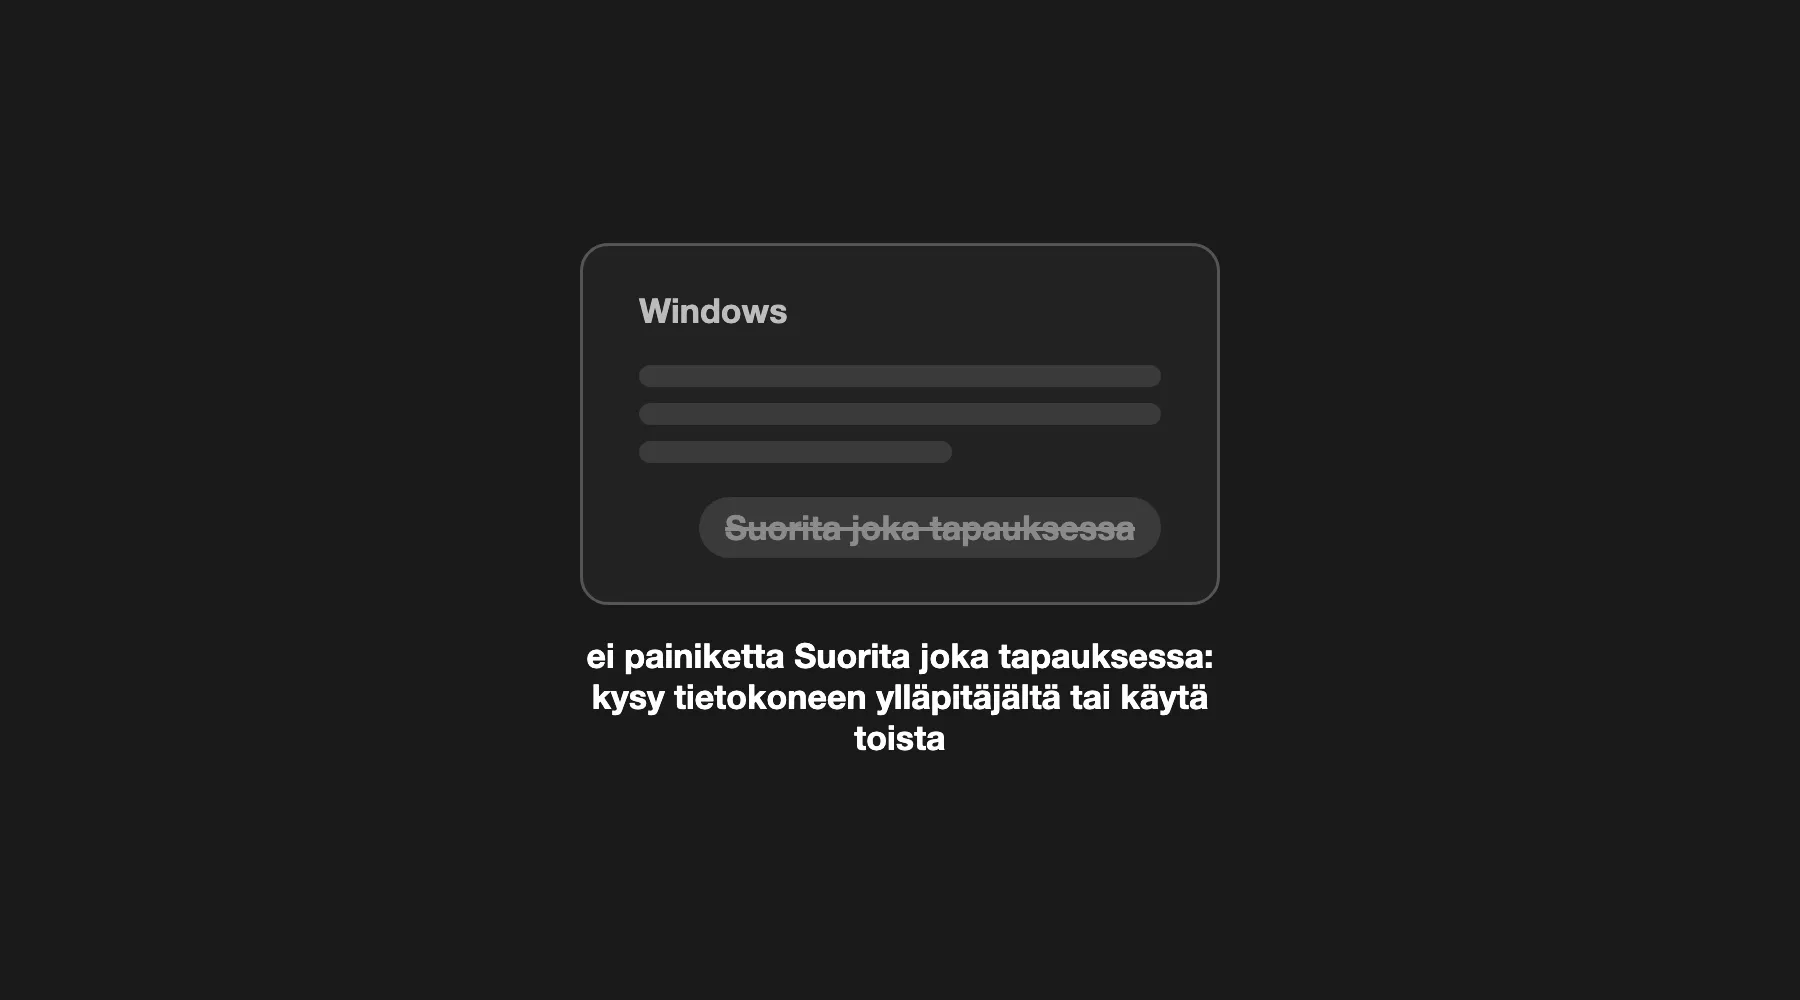 Windows
Suorita joka tapauksessa
ei painiketta Suorita joka tapauksessa:
kysy tietokoneen ylläpitäjältä tai käytä
toista